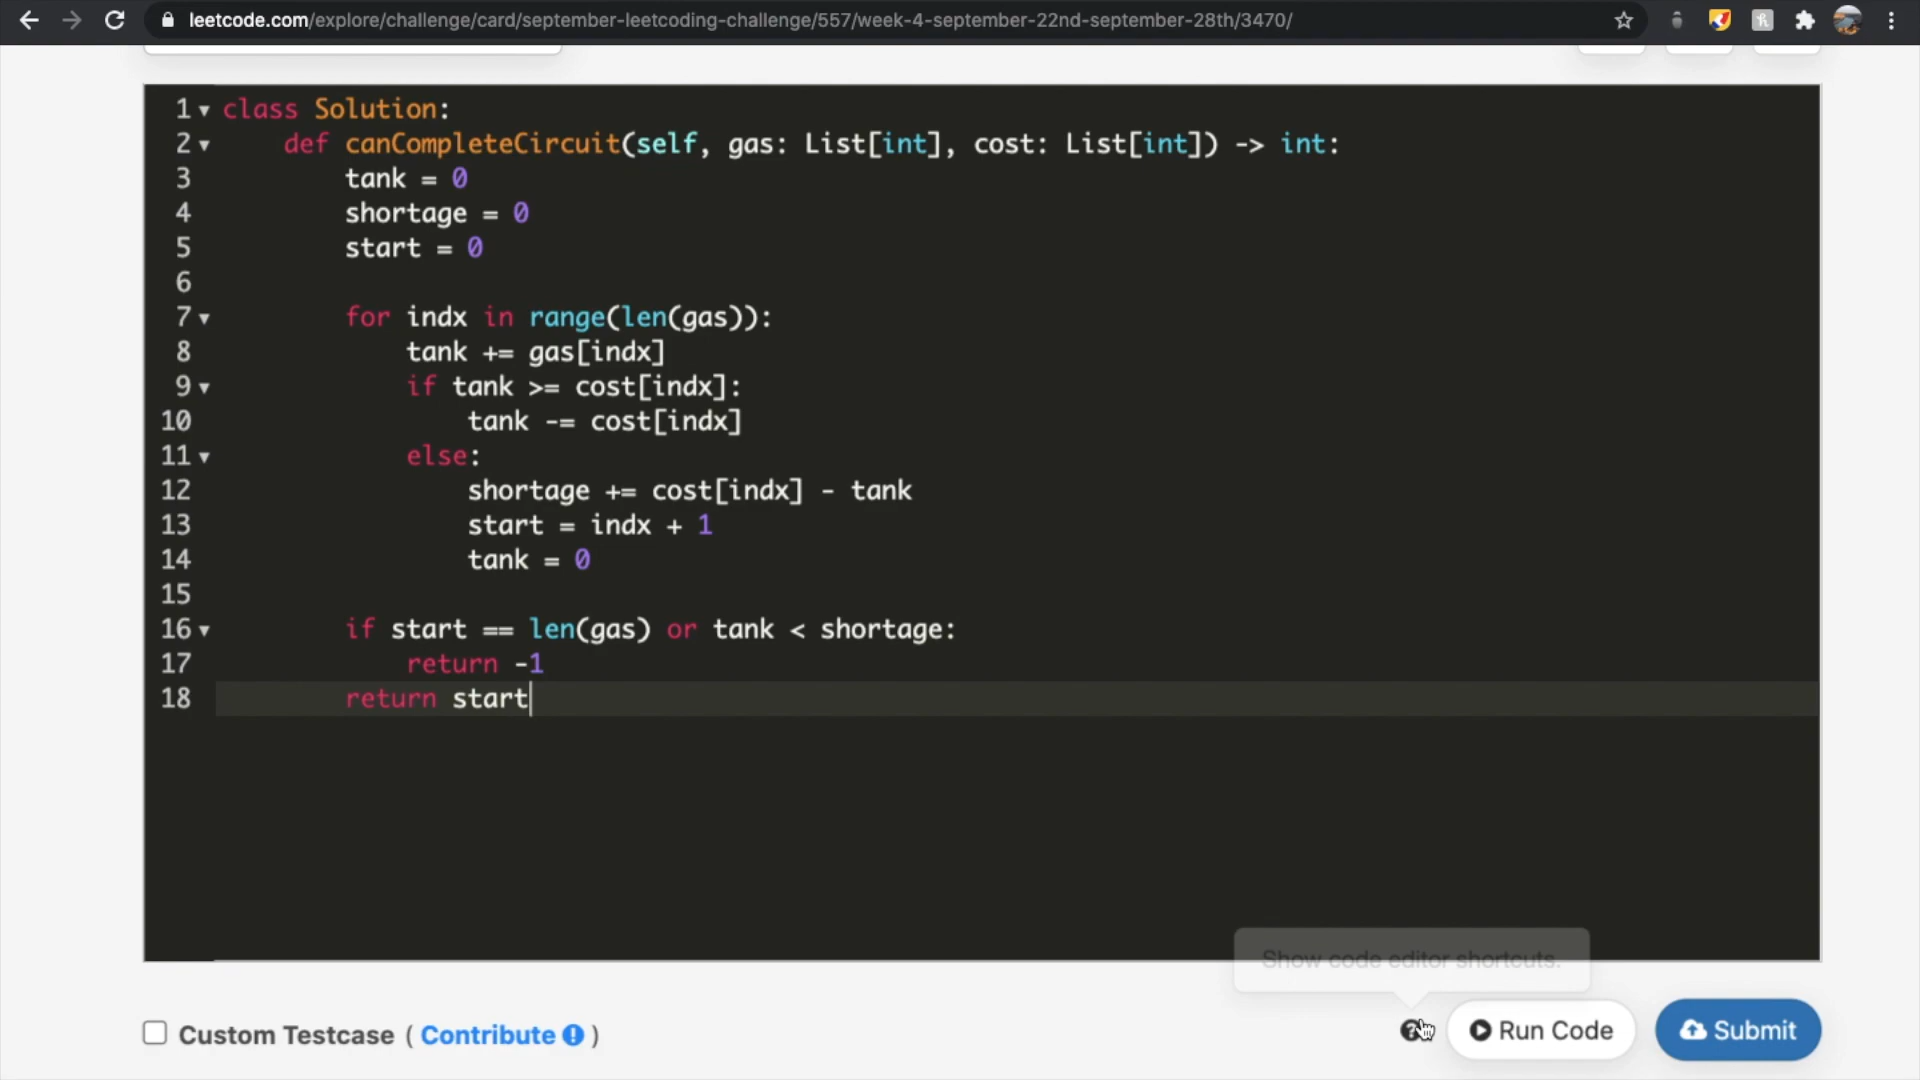 leetcode.com/explore/challenge/card/september-leetcoding-challenge/557/week-4-september-22nd-september-28th/3470/
1 class Solution:
2     def canCompleteCircuit(self, gas: List[int], cost: List[int]) -> int:
3         tank = 0
4         shortage = 0
5         start = 0
6
7         for indx in range(len(gas)):
8             tank += gas[indx]
9             if tank >= cost[indx]:
10                 tank -= cost[indx]
11             else:
12                 shortage += cost[indx] - tank
13                 start = indx + 1
14                 tank = 0
15
16         if start == len(gas) or tank < shortage:
17             return -1
18         return start
Show code editor shortcuts.
Custom Testcase ( Contribute ! )
? Run Code Submit